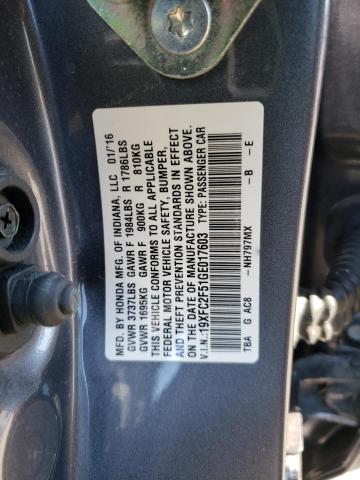 MFD BY HONDA MFG. OF INDIANA, LLC 01/16
GVWR 3737LBS GAWR F 1984LBS R 1786LBS
GVWR 1695KG GAWR F 900KG R 810KG
THIS VEHICLE CONFORMS TO ALL APPLICABLE
FEDERAL MOTOR VEHICLE SAFETY, BUMPER,
AND THEFT PREVENTION STANDARDS IN EFFECT
ON THE DATE OF MANUFACTURE SHOWN ABOVE.
V.I.N.:19XFC2F51GE017603 TYPE: PASSENGER CAR
TBA G AC8 -NH797MX -B -E